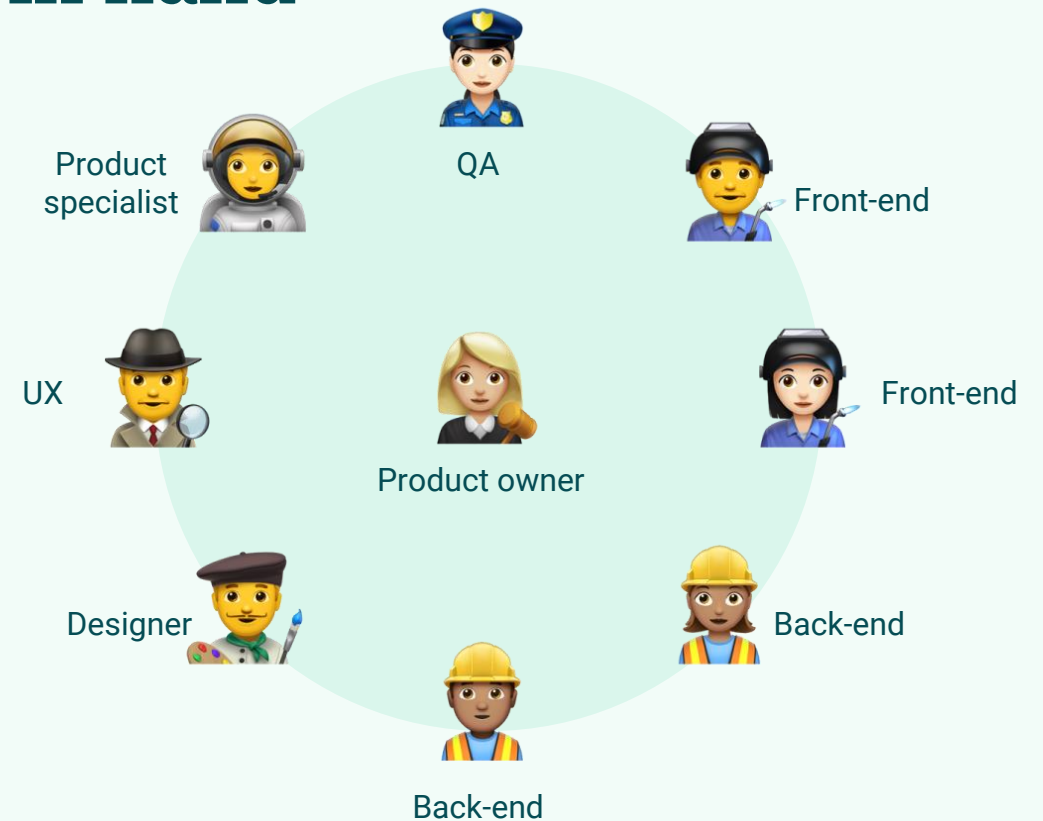 QA
Product
specialist
Front-end
UX
Front-end
Product owner
Designer
Back-end
Back-end